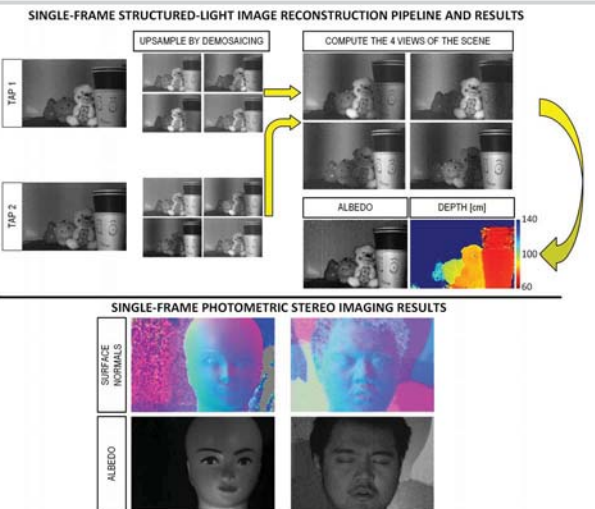 SINGLE-FRAME STRUCTURED-LIGHT IMAGE RECONSTRUCTION PIPELINE AND RESULTS
UPSAMPLE BY DEMOSAICING
COMPUTE THE 4 VIEWS OF THE SCENE
TAP 1
TAP 2
ALBEDO
DEPTH [cm]
140
100
60
SINGLE-FRAME PHOTOMETRIC STEREO IMAGING RESULTS
SURFACE
NORMALS
ALBEDO